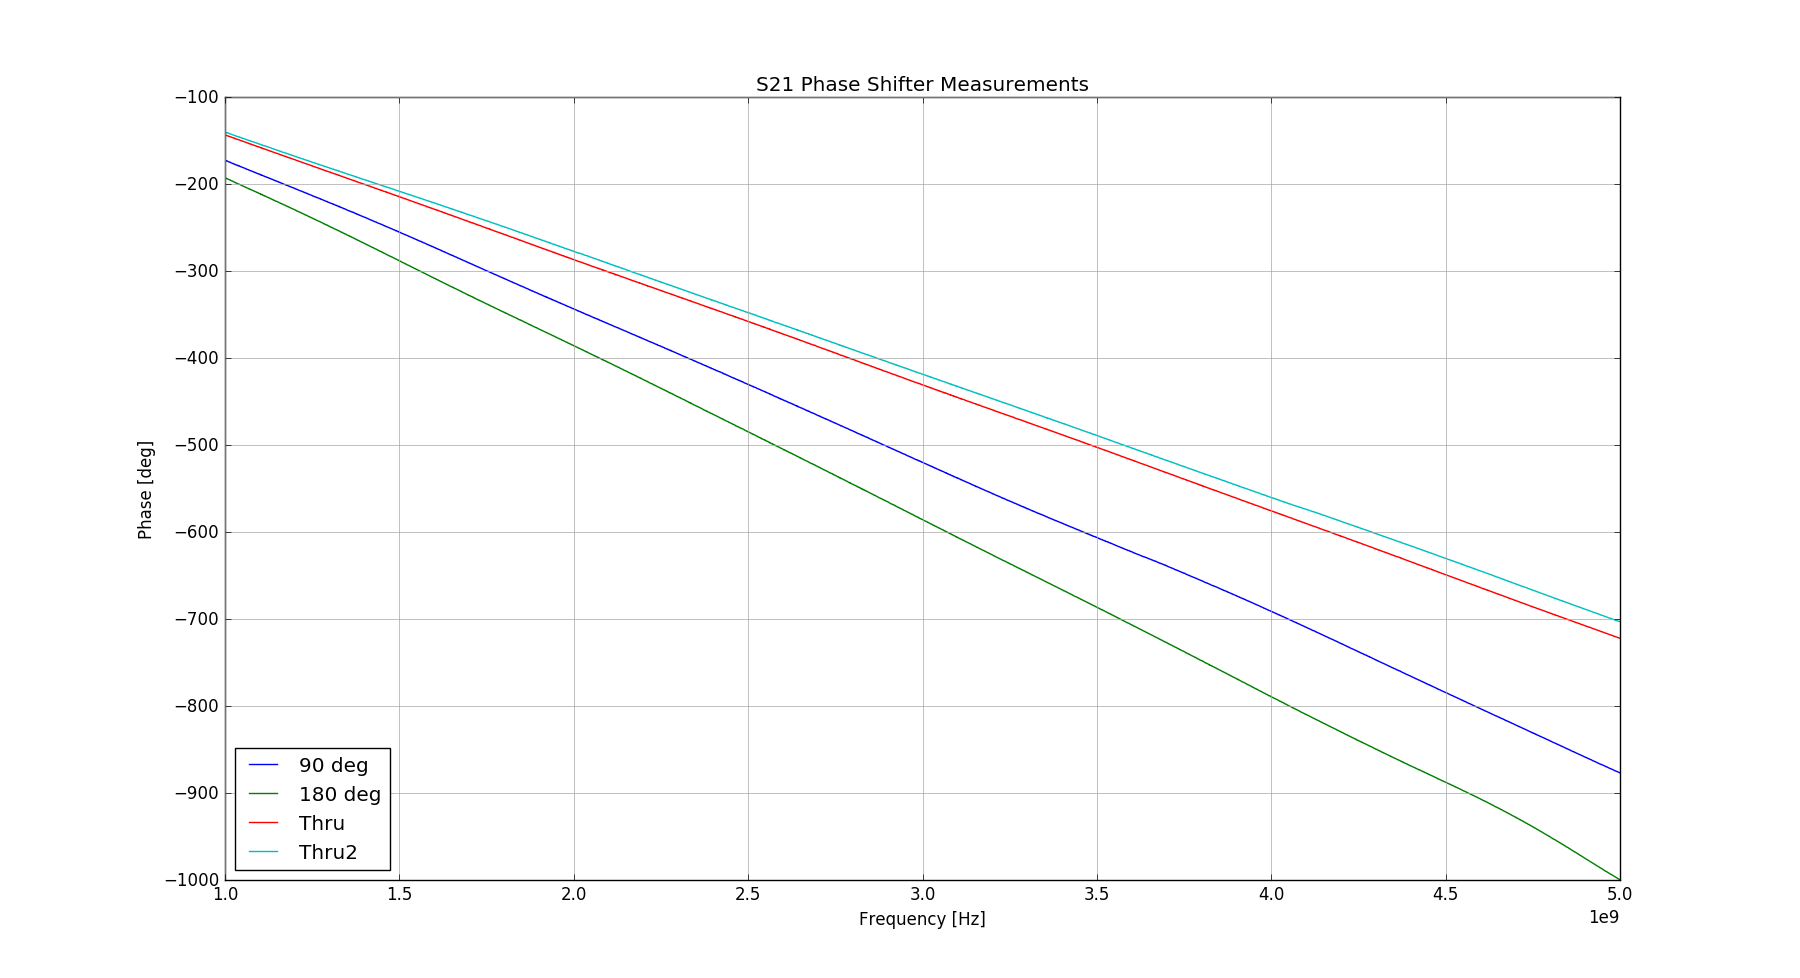 S21 Phase Shifter Measurements
−100
−200
−300
−400
−500
−600
−700
−800
−900
−1000
Phase [deg]
90 deg
180 deg
Thru
Thru2
1.0 1.5 2.0 2.5 3.0 3.5 4.0 4.5 5.0
1e9
Frequency [Hz]